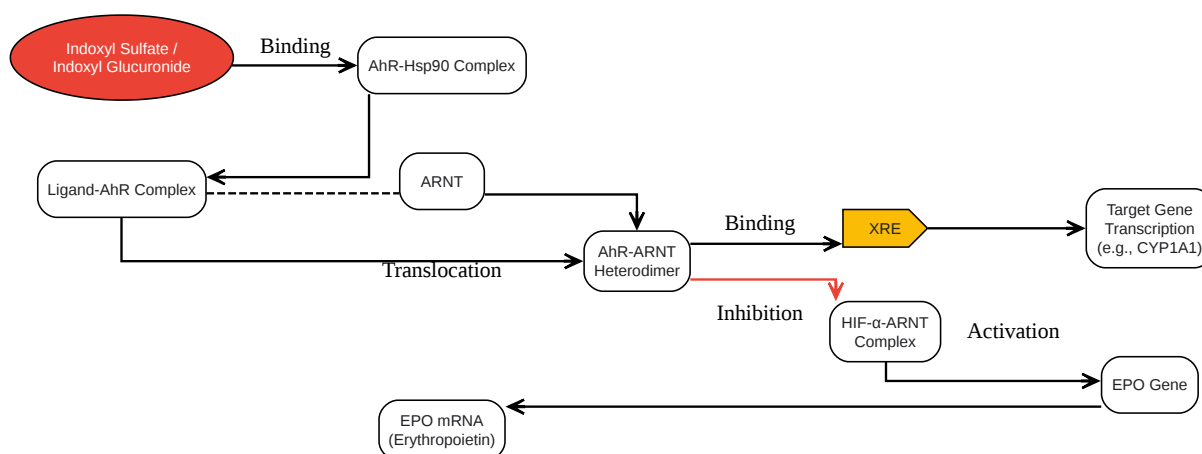 Indoxyl Sulfate /
Indoxyl Glucuronide
Binding
AhR-Hsp90 Complex
Ligand-AhR Complex
ARNT
Translocation
AhR-ARNT
Heterodimer
Binding
XRE
Target Gene
Transcription
(e.g., CYP1A1)
Inhibition
HIF-α-ARNT
Complex
Activation
EPO Gene
EPO mRNA
(Erythropoietin)